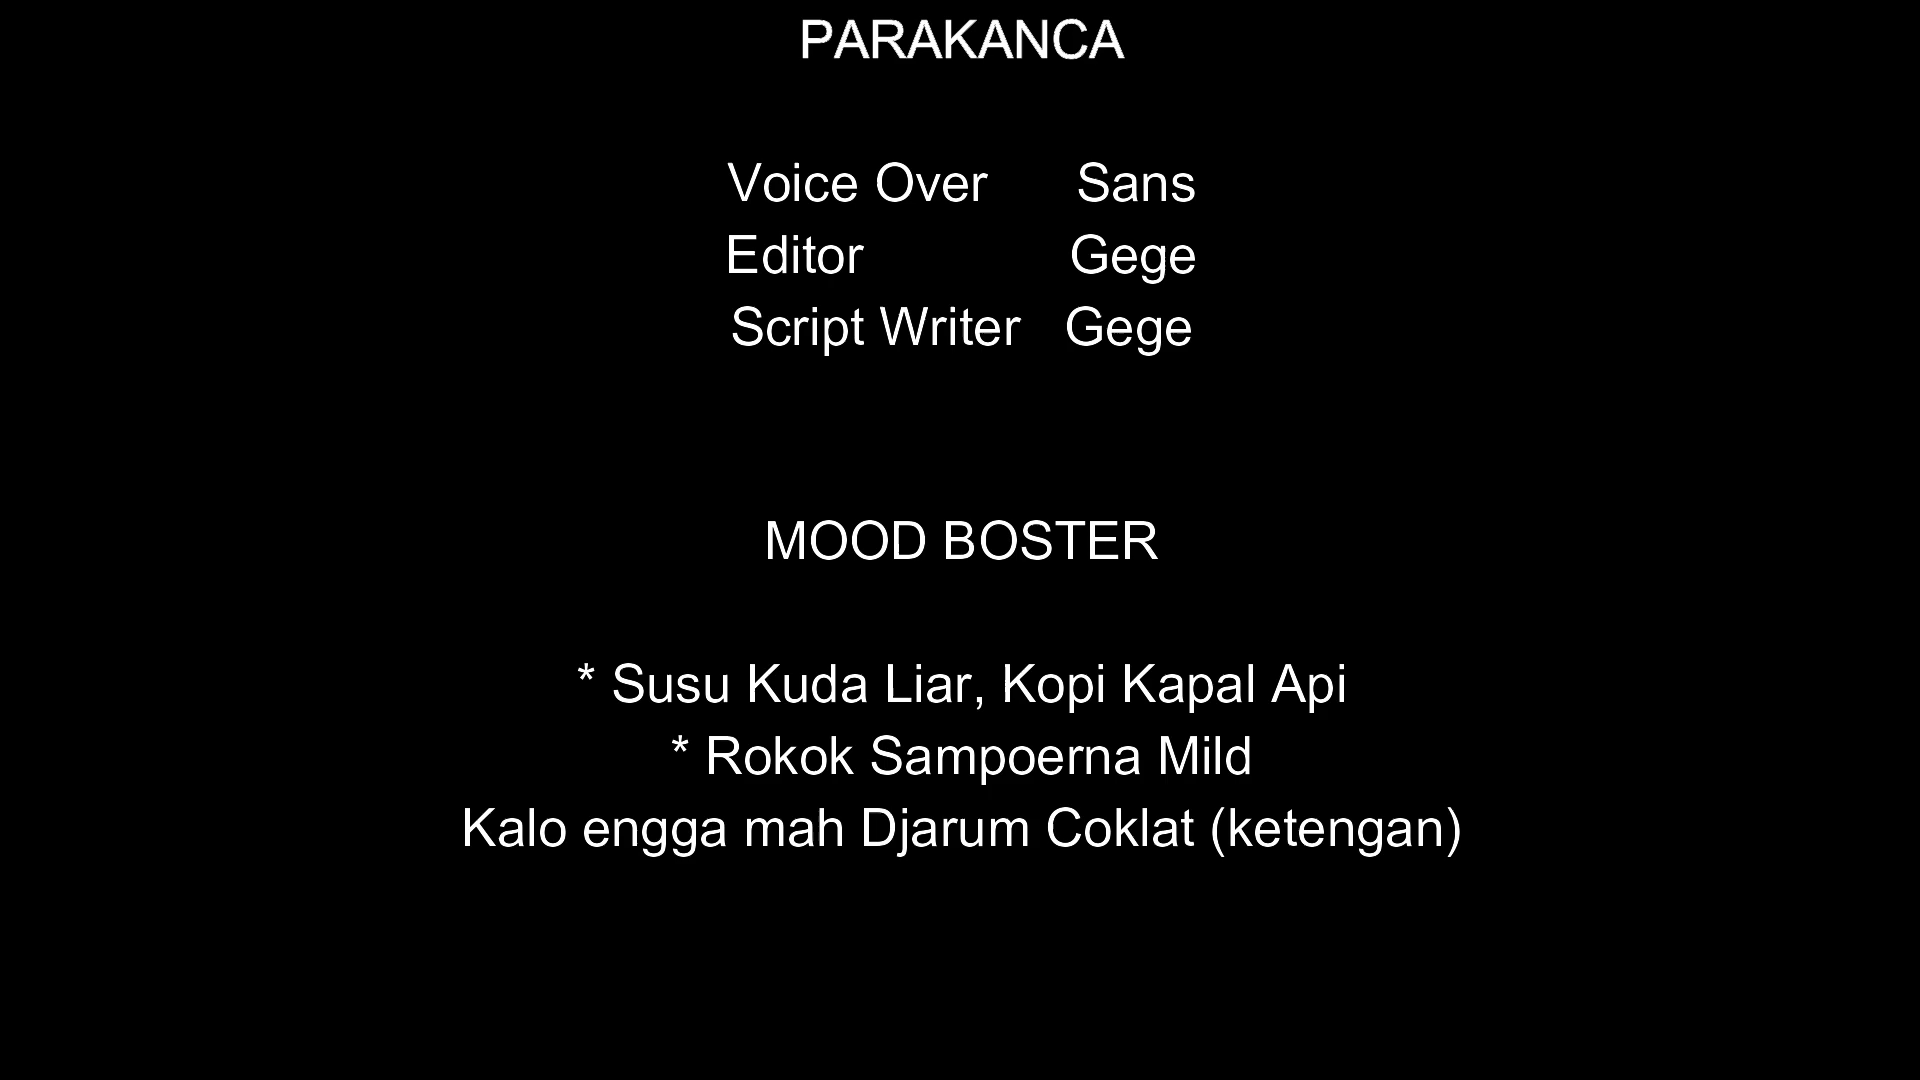 PARAKANCA
Voice Over Sans
Editor Gege
Script Writer Gege
MOOD BOSTER
* Susu Kuda Liar, Kopi Kapal Api
* Rokok Sampoerna Mild
Kalo engga mah Djarum Coklat (ketengan)